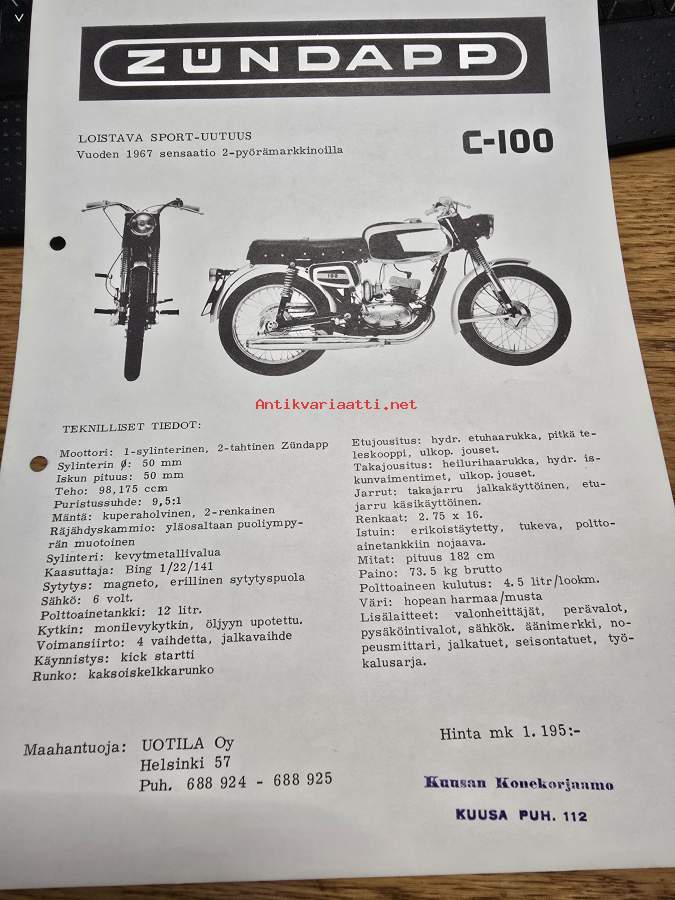 ZÜNDAPP
LOISTAVA SPORT-UUTUUS
Vuoden 1967 sensaatio 2-pyörämarkkinoilla
C-100
Antikvariaatti.net
TEKNILLISET TIEDOT:
Moottori: 1-sylinterinen, 2-tahtinen Zündapp
Sylinterin Ø: 50 mm
Iskun pituus: 50 mm
Teho: 98,175 ccm
Puristussuhde: 9,5:1
Mäntä: kuperaholvinen, 2-renkainen
Räjähdyskammio: yläosaltaan puoliympy-
rän muotoinen
Sylinteri: kevytmetallivalua
Kaasuttaja: Bing 1/22/141
Sytytys: magneto, erillinen sytytyspuola
Sähkö: 6 volt.
Polttoainetankki: 12 litr.
Kytkin: monilevykytkin, öljyyn upotettu.
Voimansiirto: 4 vaihdetta, jalkavaihde
Käynnistys: kick startti
Runko: kaksoiskelkkarunko
Etujousitus: hydr. etuhaarukka, pitkä te-
leskooppi, ulkop. jouset.
Takajousitus: heilurihaarukka, hydr. is-
kunvaimentimet, ulkop. jouset.
Jarrut: takajarru jalkakäyttöinen, etu-
jarru käsikäyttöinen.
Renkaat: 2.75 x 16.
Istuin: erikoistäytetty, tukeva, poltto-
ainetankkiin nojaava.
Mitat: pituus 182 cm
Paino: 73.5 kg brutto
Polttoaineen kulutus: 4.5 litr/lookm.
Väri: hopean harmaa/musta
Lisälaitteet: valonheittäjät, perävalot,
pysäköintivalot, sähkök. äänimerkki, no-
peusmittari, jalkatuet, seisontatuet, työ-
kalusarja.
Maahantuoja: UOTILA Oy
Helsinki 57
Puh. 688 924 - 688 925
Hinta mk 1.195:-
Kuusan Konekorjaamo
KUUSA PUH. 112